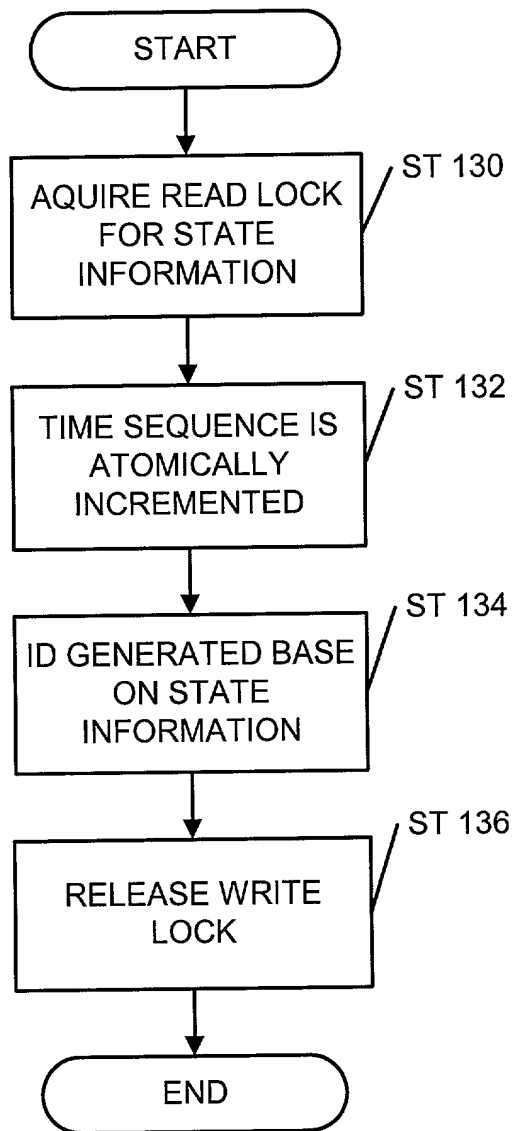 START
AQUIRE READ LOCK
FOR STATE
INFORMATION
ST 130
TIME SEQUENCE IS
ATOMICALLY
INCREMENTED
ST 132
ID GENERATED BASE
ON STATE
INFORMATION
ST 134
RELEASE WRITE
LOCK
ST 136
END